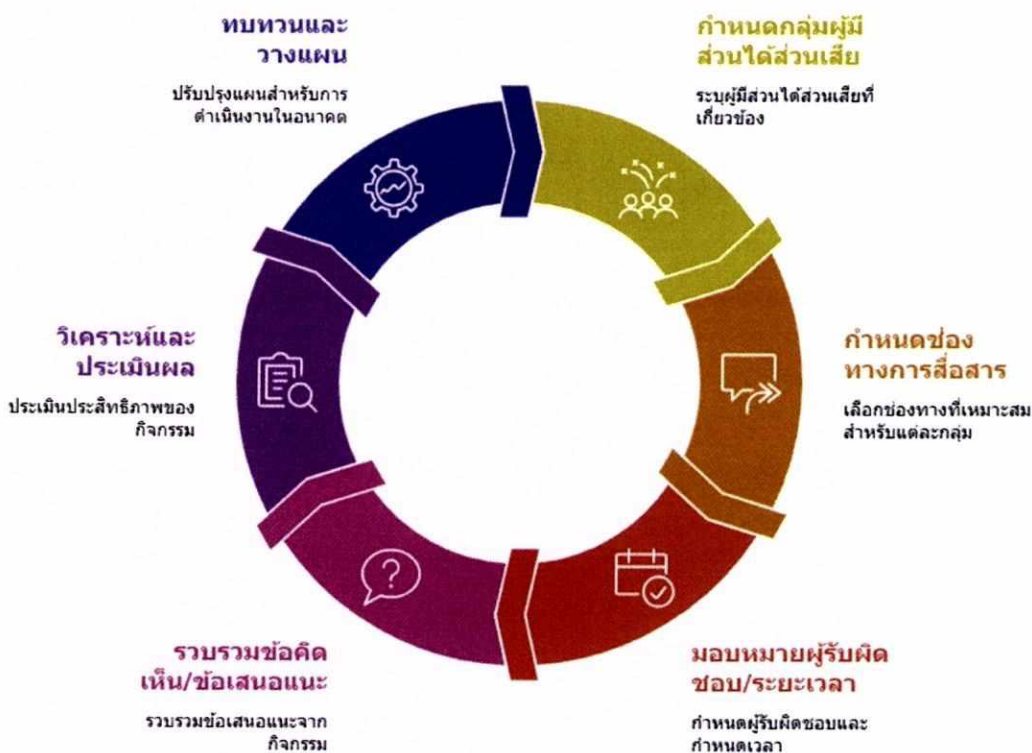 ทบทวนและ
วางแผน
ปรับปรุงแผนสำหรับการ
ดำเนินงานในอนาคต
กำหนดกลุ่มผู้มี
ส่วนได้ส่วนเสีย
ระบุผู้มีส่วนได้ส่วนเสียที่
เกี่ยวข้อง
กำหนดช่อง
ทางการสื่อสาร
เลือกช่องทางที่เหมาะสม
สำหรับแต่ละกลุ่ม
มอบหมายผู้รับผิด
ชอบ/ระยะเวลา
กำหนดผู้รับผิดชอบและ
กำหนดเวลา
รวบรวมข้อคิด
เห็น/ข้อเสนอแนะ
รวบรวมข้อเสนอแนะจาก
กิจกรรม
วิเคราะห์และ
ประเมินผล
ประเมินประสิทธิภาพของ
กิจกรรม